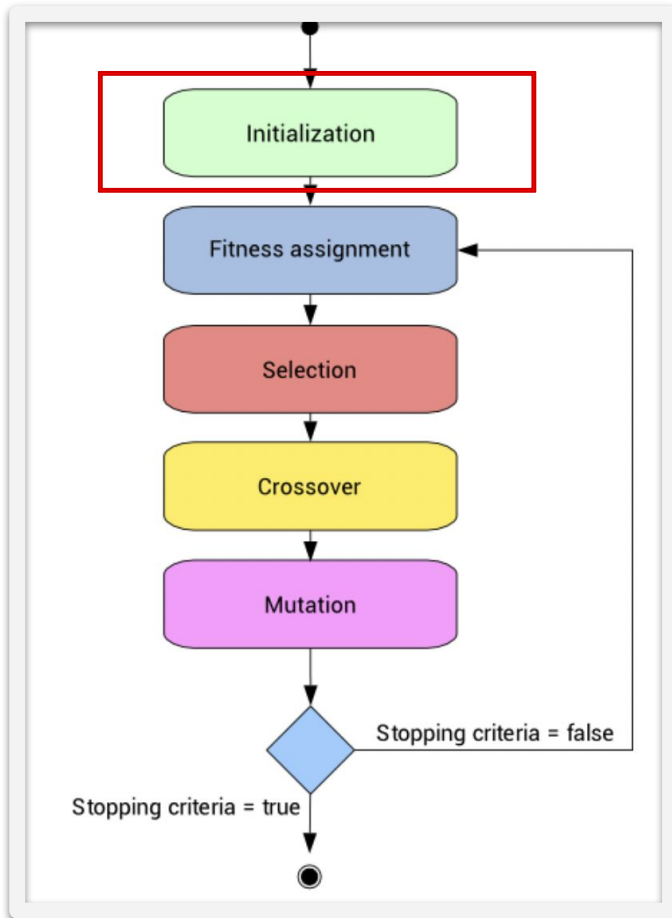 Initialization
Fitness assignment
Selection
Crossover
Mutation
Stopping criteria = false
Stopping criteria = true